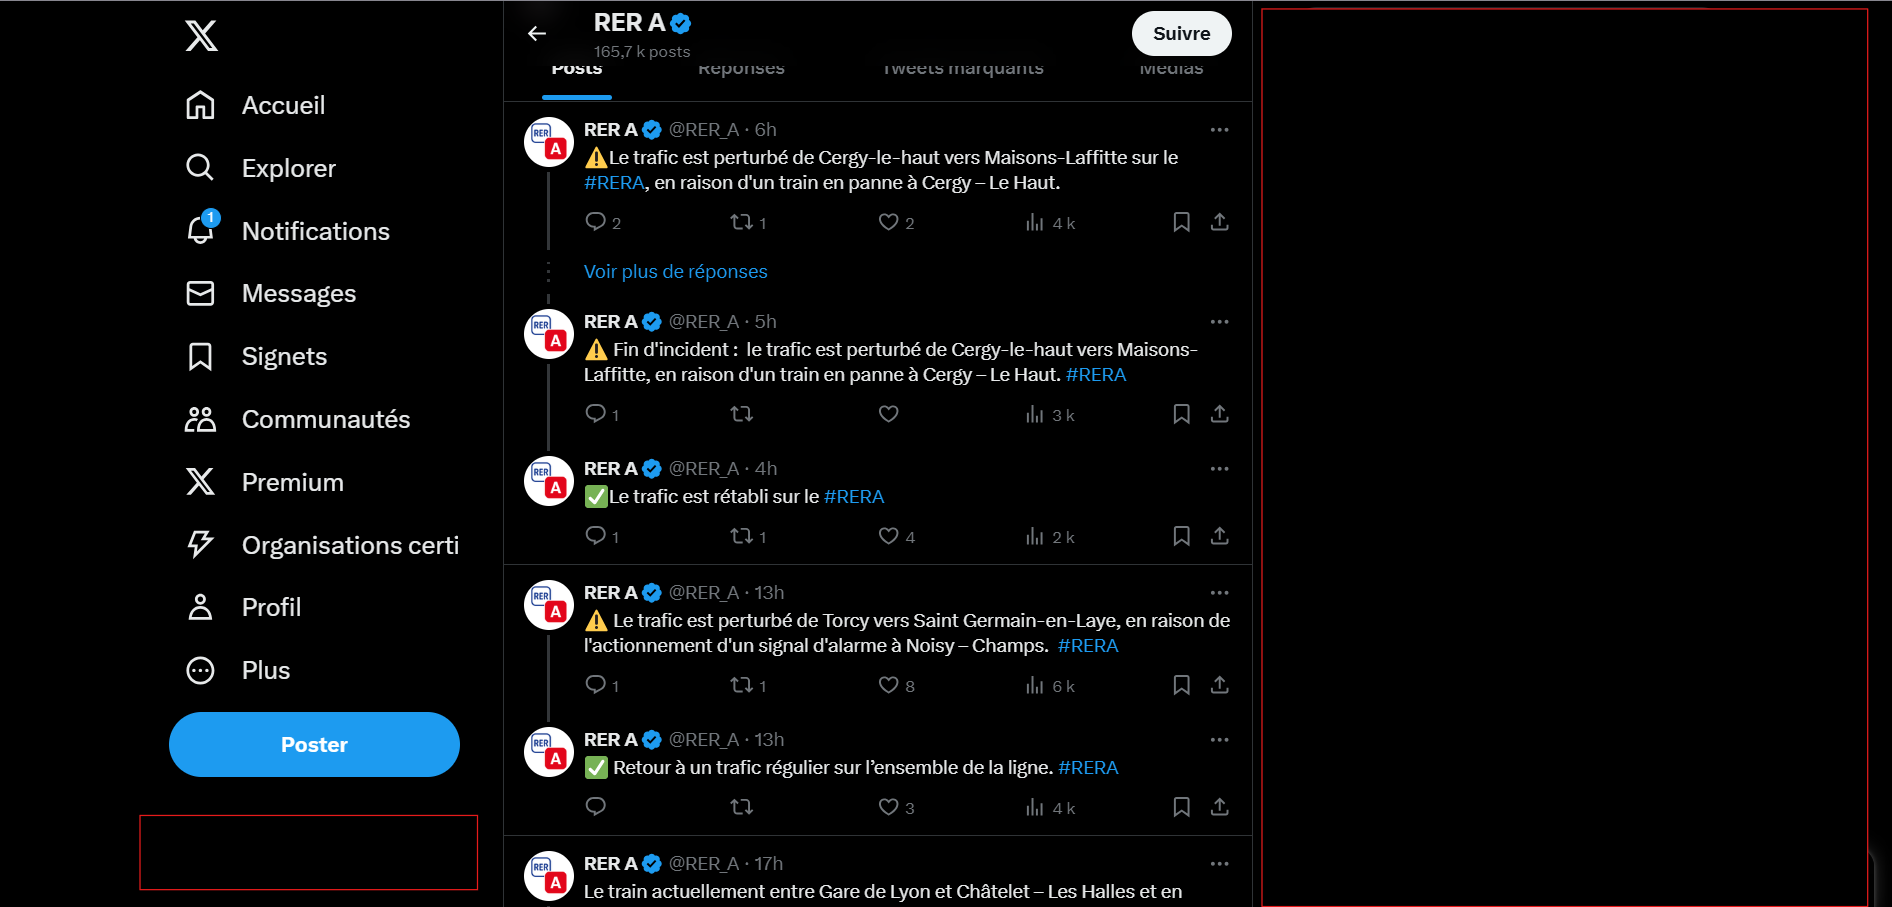 Accueil
Explorer
1
Notifications
Messages
Signets
Communautés
Premium
Organisations certi
Profil
Plus
Poster
RER A
165,7 k posts
Suivre
Posts
Réponses
Tweets marquants
Médias
RER A
RER A @RER_A · 6h
⚠️Le trafic est perturbé de Cergy-le-haut vers Maisons-Laffitte sur le
#RERA, en raison d'un train en panne à Cergy – Le Haut.
2 1 2 4 k
Voir plus de réponses
RER A
RER A @RER_A · 5h
⚠️ Fin d'incident :  le trafic est perturbé de Cergy-le-haut vers Maisons-
Laffitte, en raison d'un train en panne à Cergy – Le Haut. #RERA
1 3 k
RER A
RER A @RER_A · 4h
✅Le trafic est rétabli sur le #RERA
1 1 4 2 k
RER A
RER A @RER_A · 13h
⚠️ Le trafic est perturbé de Torcy vers Saint Germain-en-Laye, en raison de
l'actionnement d'un signal d'alarme à Noisy – Champs.  #RERA
1 1 8 6 k
RER A
RER A @RER_A · 13h
✅ Retour à un trafic régulier sur l’ensemble de la ligne. #RERA
3 4 k
RER A
RER A @RER_A · 17h
Le train actuellement entre Gare de Lyon et Châtelet – Les Halles et en